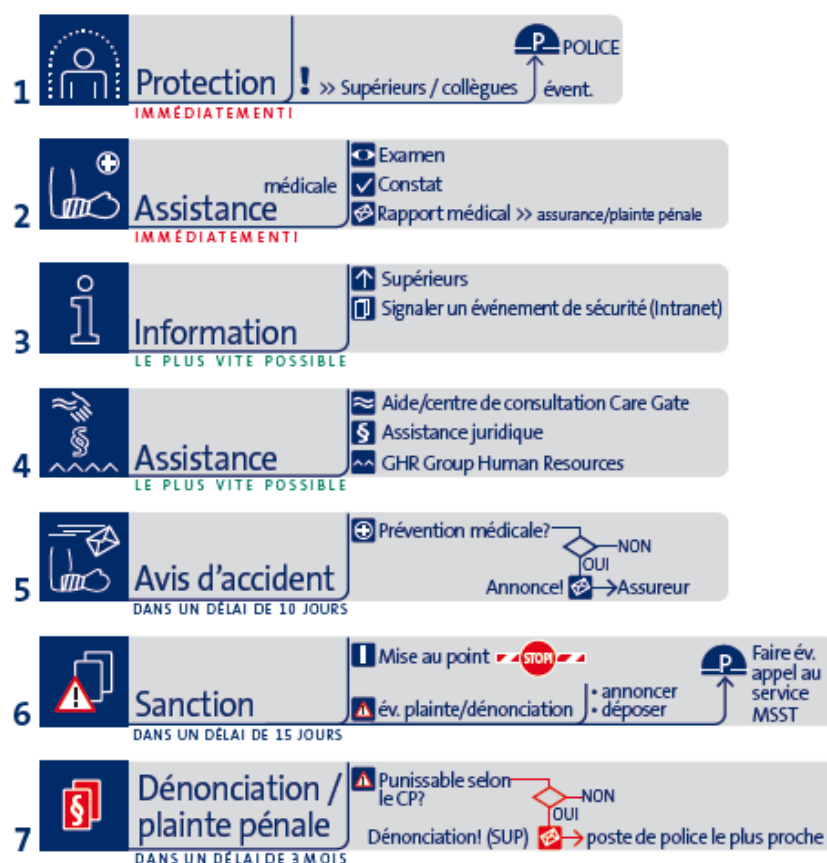 P POLICE
1 Protection ! >> Supérieurs / collègues évent.
IMMÉDIATEMENT!
médicale
2 Assistance
IMMÉDIATEMENT!
Examen
Constat
Rapport médical >> assurance/plainte pénale
3 Information
LE PLUS VITE POSSIBLE
Supérieurs
Signaler un événement de sécurité (Intranet)
4 Assistance
LE PLUS VITE POSSIBLE
Aide/centre de consultation Care Gate
§ Assistance juridique
GHR Group Human Resources
5 Avis d'accident
DANS UN DÉLAI DE 10 JOURS
Prévention médicale?
NON
OUI
Annonce! Assureur
6 Sanction
DANS UN DÉLAI DE 15 JOURS
Mise au point STOP!
év. plainte/dénonciation
• annoncer
• déposer
P
Faire év.
appel au
service
MSST
7 Dénonciation /
plainte pénale
DANS UN DÉLAI DE 3 MOIS
Punissable selon
le CP?
NON
OUI
Dénonciation! (SUP) poste de police le plus proche